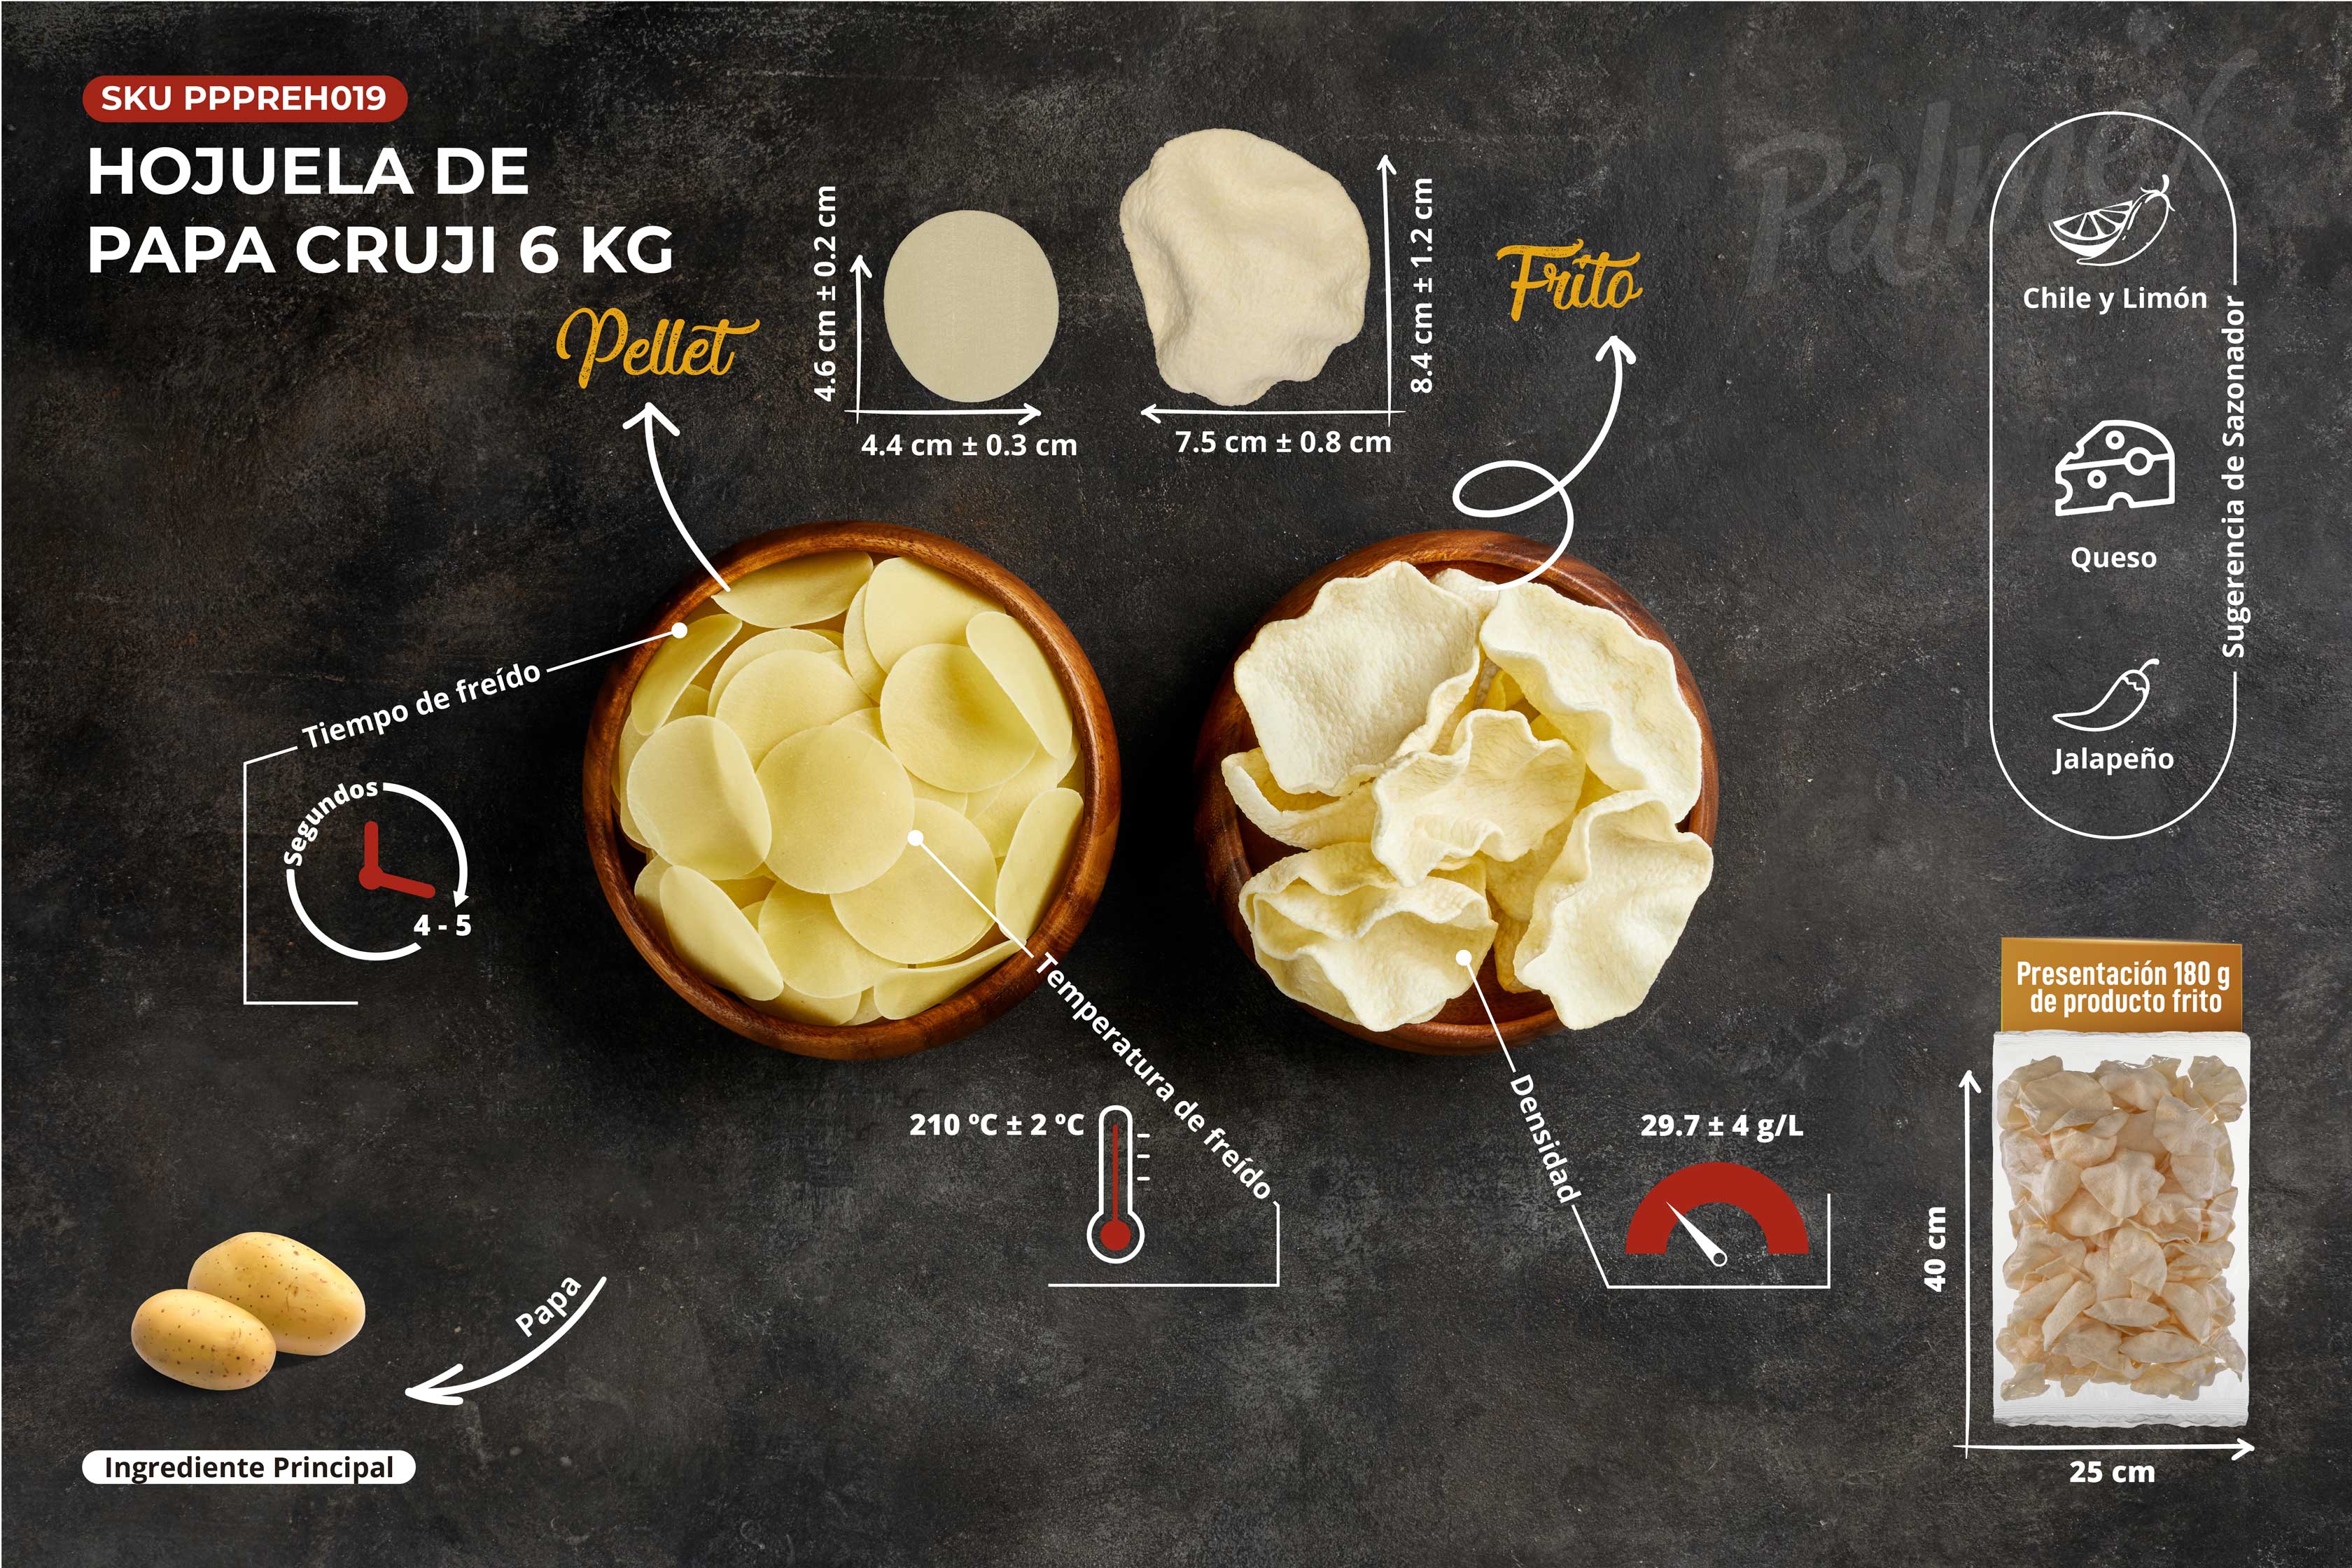 SKU PPPREH019
HOJUELA DE
PAPA CRUJI 6 KG
Pellet
4.6 cm ± 0.2 cm
4.4 cm ± 0.3 cm
8.4 cm ± 1.2 cm
7.5 cm ± 0.8 cm
Frito
Palmex
Chile y Limón
Queso
Jalapeño
Sugerencia de Sazonador
Tiempo de freído
Segundos
4 - 5
Temperatura de freído
210 ºC ± 2 ºC
Densidad
29.7 ± 4 g/L
Presentación 180 g
de producto frito
40 cm
25 cm
Papa
Ingrediente Principal